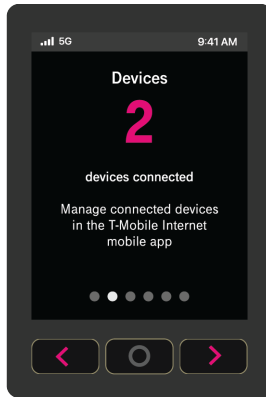 5G
9:41 AM
Devices
2
devices connected
Manage connected devices
in the T-Mobile Internet
mobile app